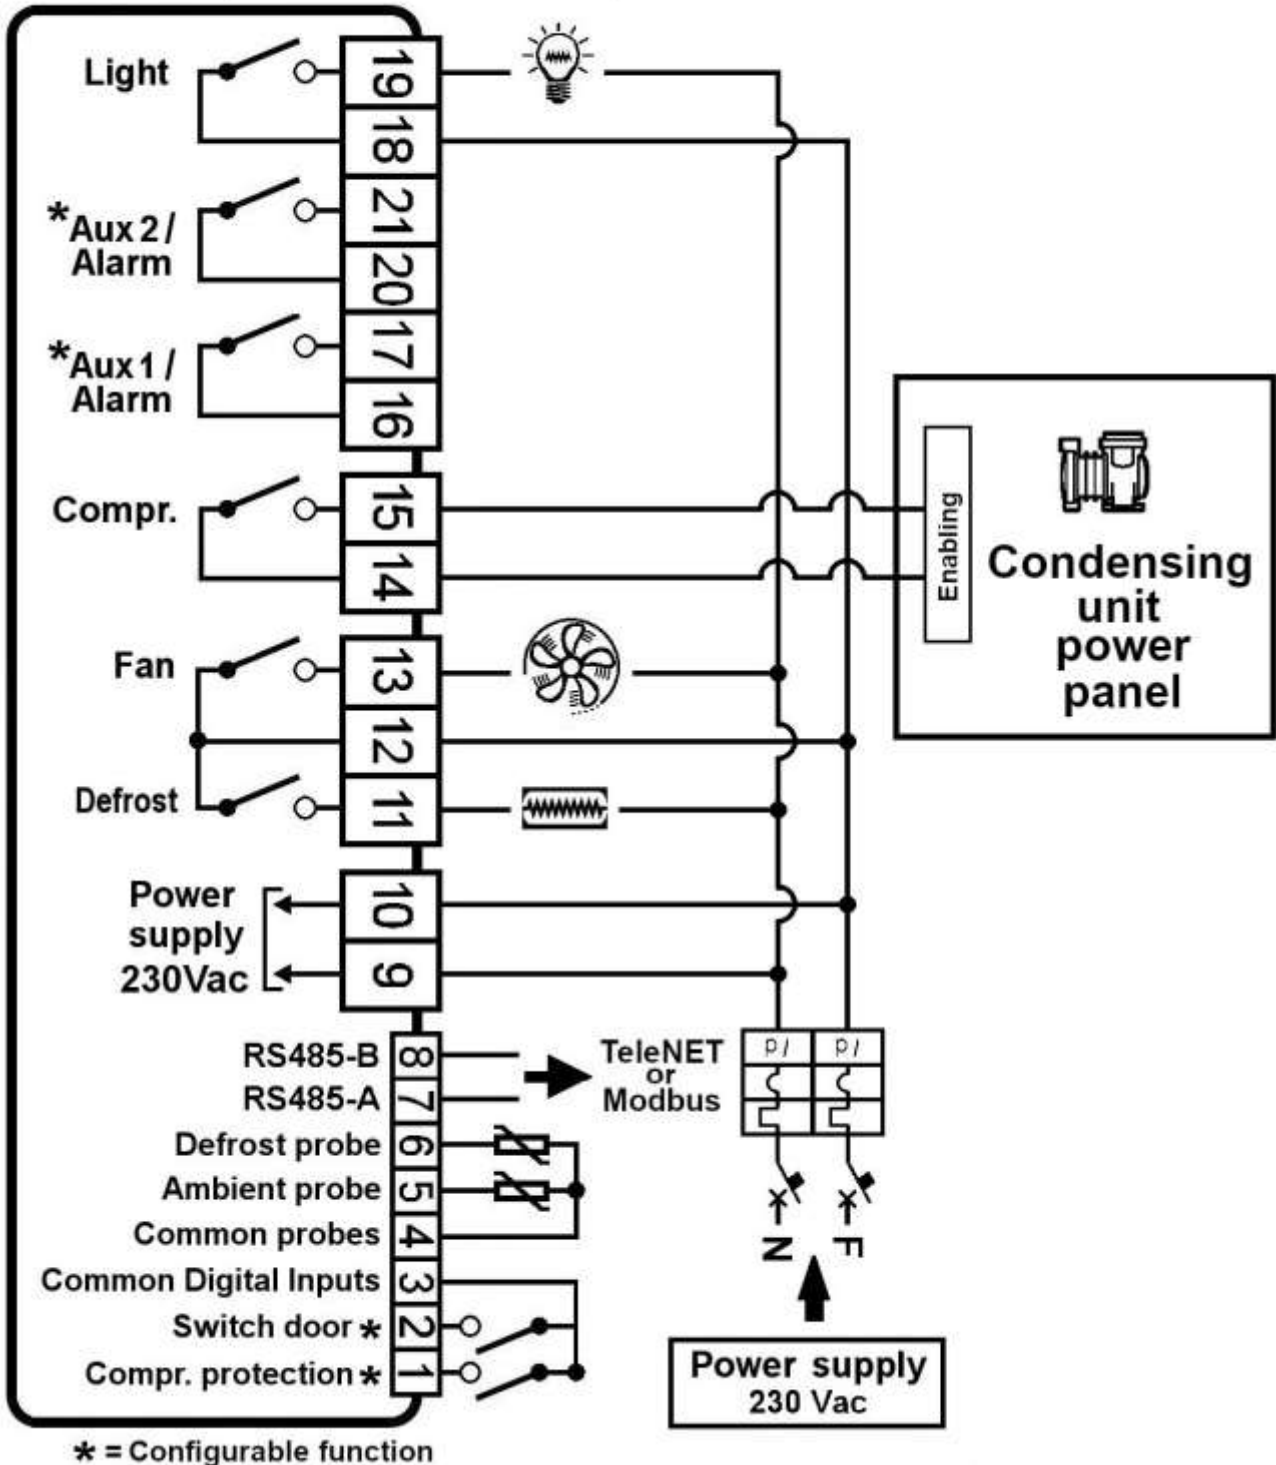 Light
19
18
*Aux 2 /
Alarm
21
20
*Aux 1 /
Alarm
17
16
Compr.
15
14
Enabling
Condensing
unit
power
panel
Fan
13
12
Defrost
11
Power
supply
230Vac
10
9
RS485-B 8
RS485-A 7
TeleNET
or
Modbus
I> I>
Defrost probe 6
Ambient probe 5
Common probes 4
Common Digital Inputs 3
Switch door * 2
Compr. protection * 1
N F
Power supply
230 Vac
* = Configurable function